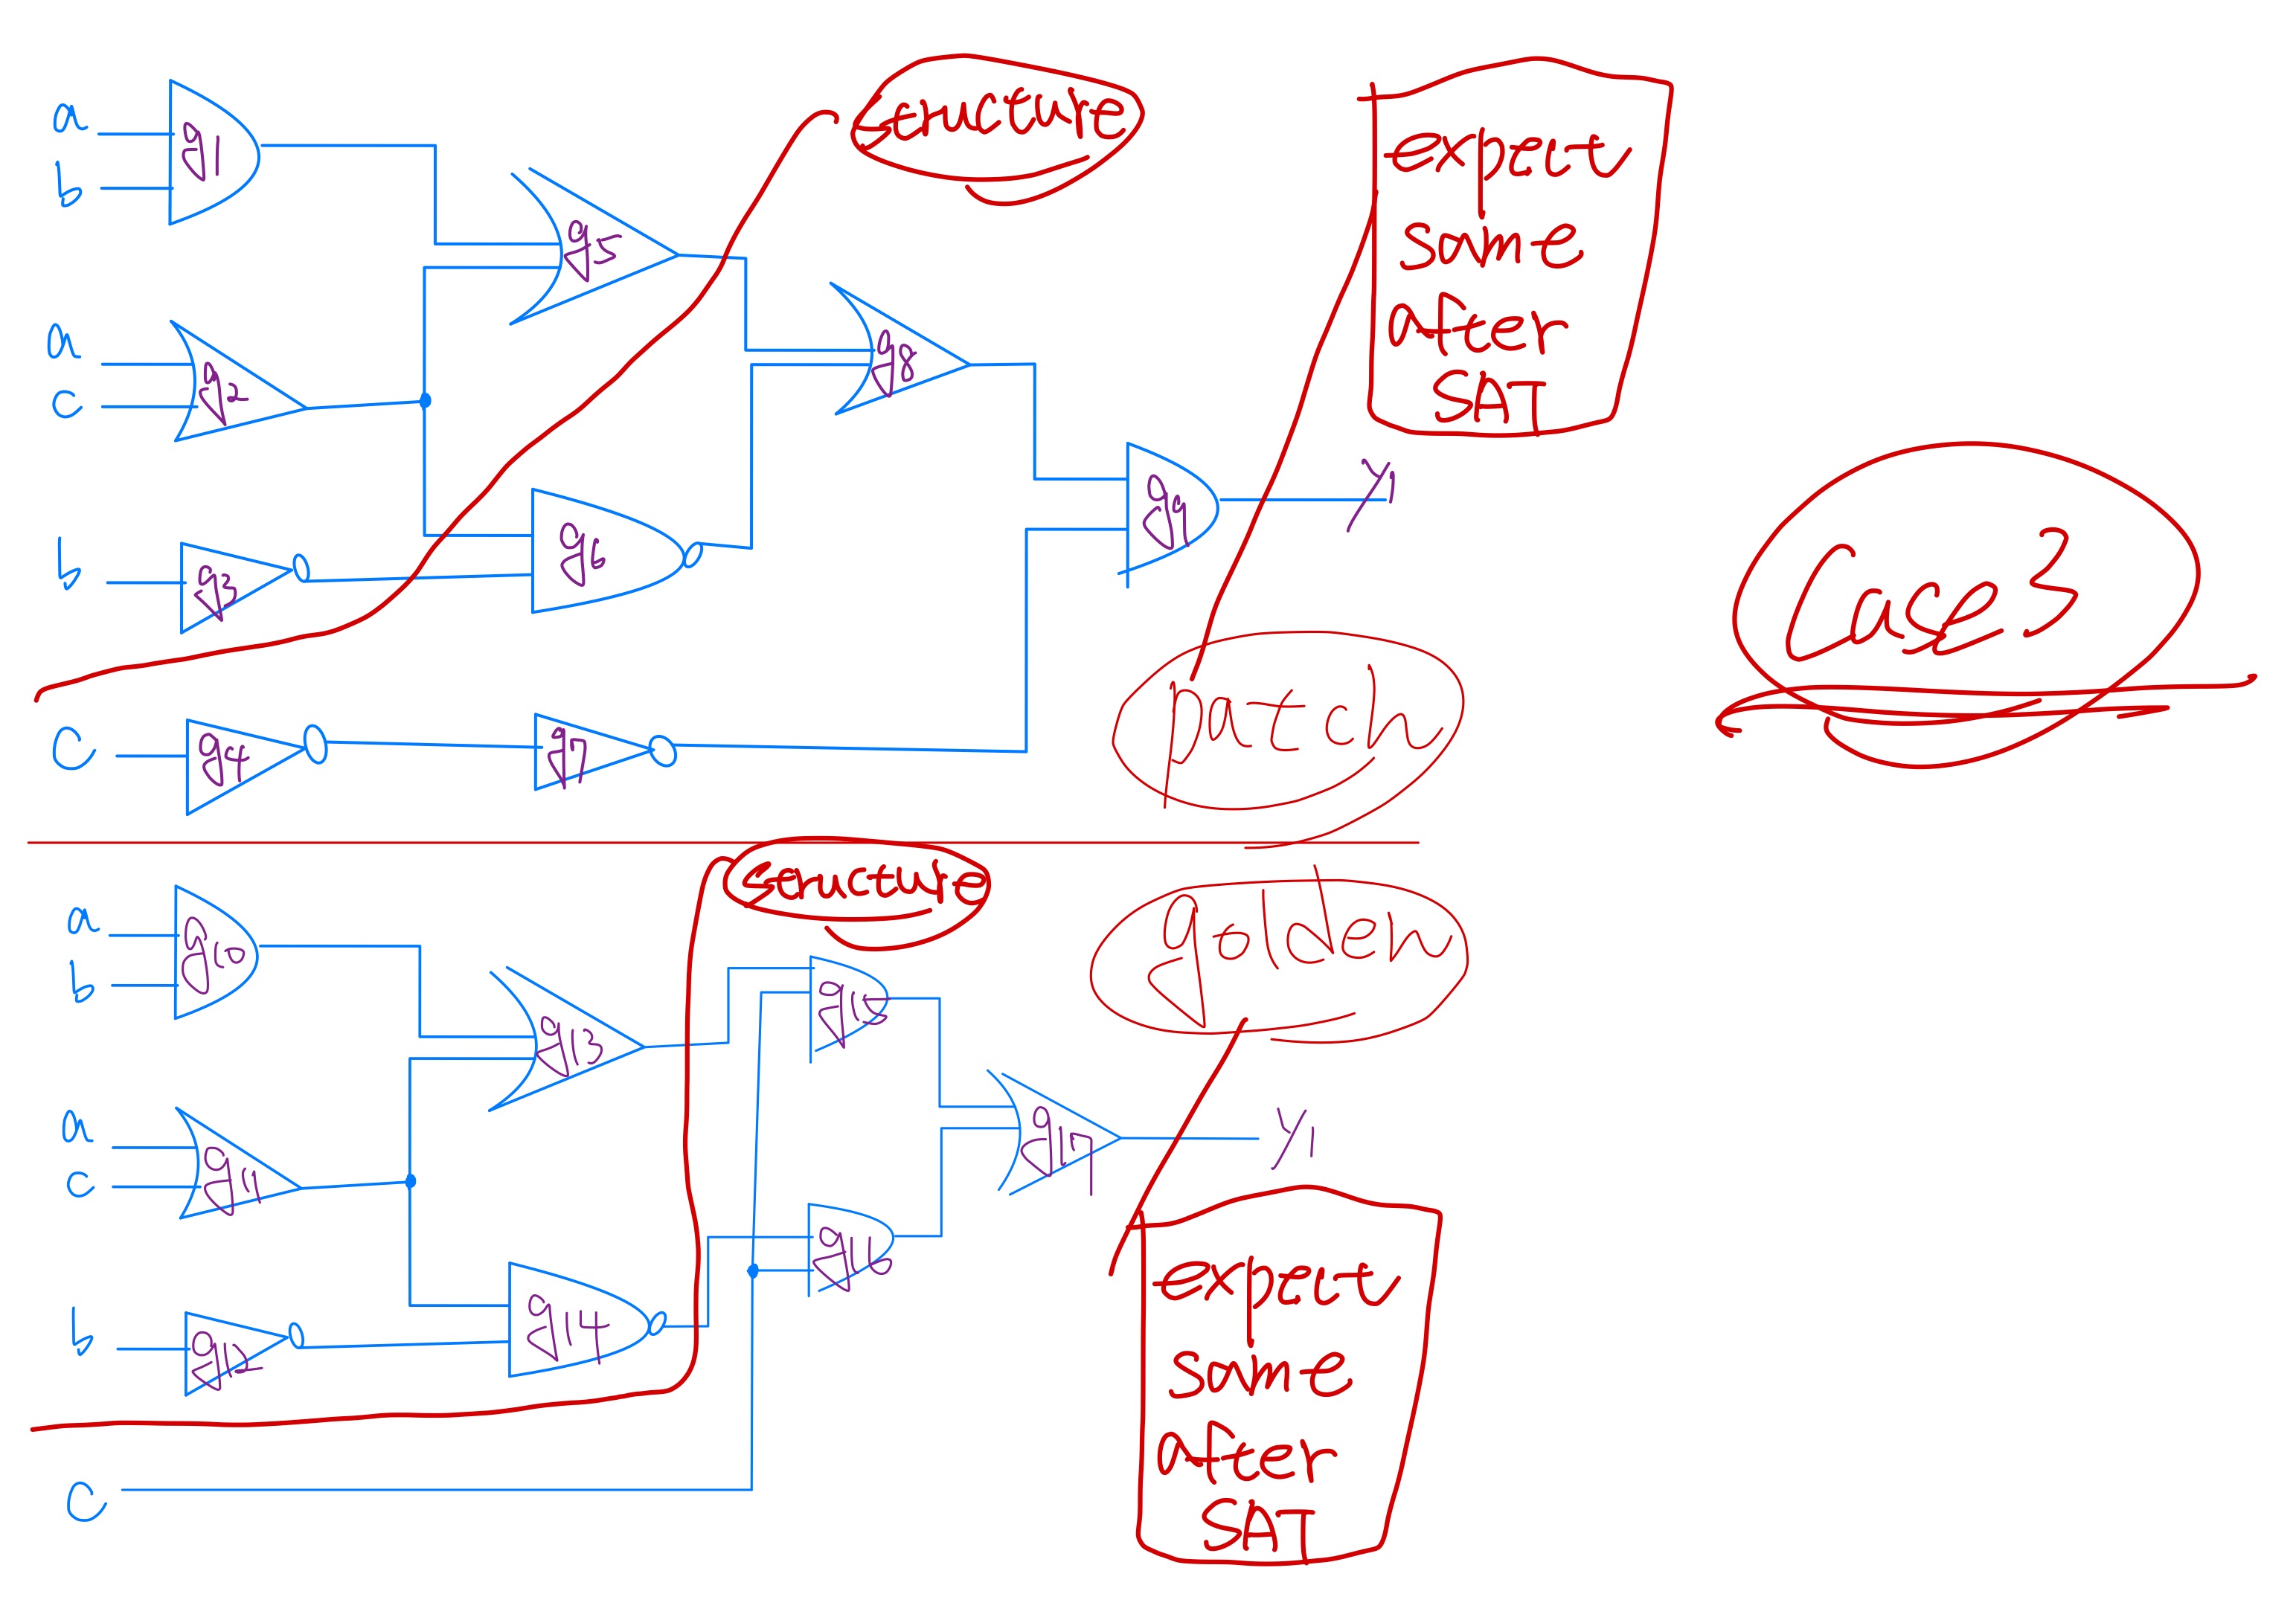 structure
expect
same
after
SAT
a
b
g1
g5
a
c
g2
g8
b
g3
g6
g9
y1
Case3
c
g4
g7
patch
structure
golden
a
b
g10
g13
g15
a
c
g11
g17
y1
b
g12
g14
g16
expect
same
after
SAT
c